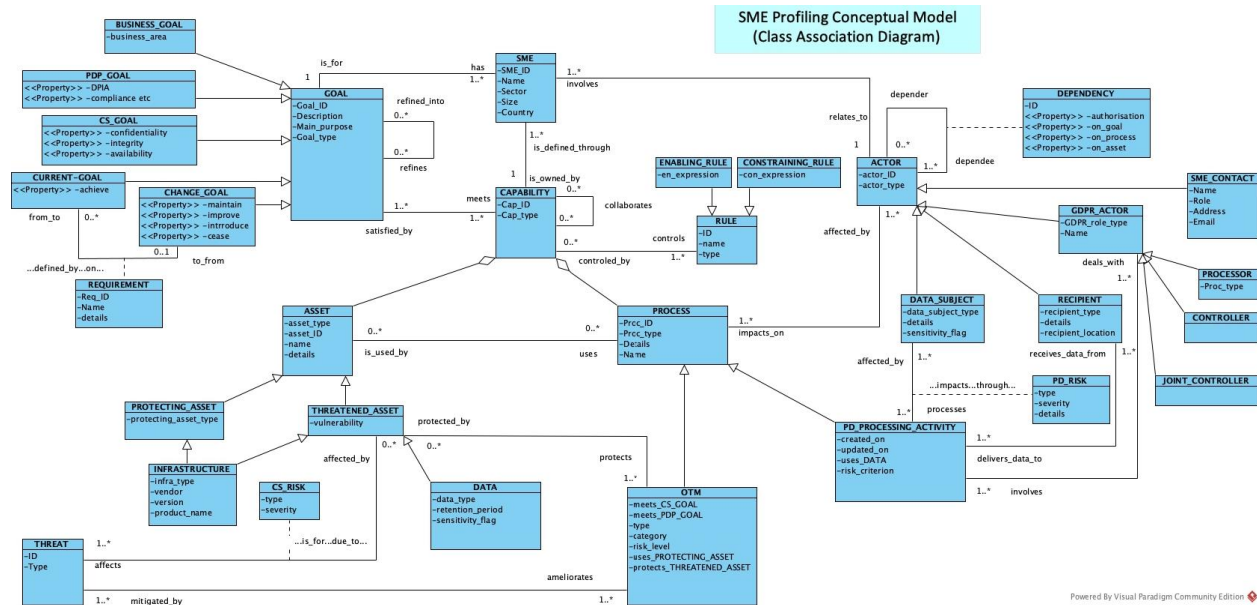 SME Profiling Conceptual Model
(Class Association Diagram)
BUSINESS_GOAL
-business_area
PDP_GOAL
<<Property>> -DPIA
<<Property>> -compliance etc
CS_GOAL
<<Property>> -confidentiality
<<Property>> -integrity
<<Property>> -availability
CURRENT-GOAL
<<Property>> -achieve
CHANGE_GOAL
<<Property>> -maintain
<<Property>> -improve
<<Property>> -intrroduce
<<Property>> -cease
from_to
0..*
0..1
to_from
...defined_by...on...
REQUIREMENT
-Req_ID
-Name
-details
GOAL
-Goal_ID
-Description
-Main_purpose
-Goal_type
is_for
1
has
1..*
refined_into
0..*
0..*
refines
1..*
satisfied_by
meets
1..*
SME
-SME_ID
-Name
-Sector
-Size
-Country
1..*
involves
1..*
is_defined_through
1
is_owned_by
CAPABILITY
-Cap_ID
-Cap_type
0..*
0..*
collaborates
0..*
controled_by
controls
1..*
ENABLING_RULE
-en_expression
CONSTRAINING_RULE
-con_expression
RULE
-ID
-name
-type
relates_to
1
depender
0..*
1..*
dependee
DEPENDENCY
-ID
<<Property>> -authorisation
<<Property>> -on_goal
<<Property>> -on_process
<<Property>> -on_asset
ACTOR
-actor_ID
-actor_type
1..*
affected_by
SME_CONTACT
-Name
-Role
-Address
-Email
GDPR_ACTOR
-GDPR_role_type
-Name
deals_with
1..*
PROCESSOR
-Proc_type
CONTROLLER
JOINT_CONTROLLER
DATA_SUBJECT
-data_subject_type
-details
-sensitivity_flag
RECIPIENT
-recipient_type
-details
-recipient_location
affected_by
1..*
receives_data_from
1..*
...impacts...through...
PD_RISK
-type
-severity
-details
1..*
processes
PD_PROCESSING_ACTIVITY
-created_on
-updated_on
-uses_DATA
-risk_criterion
1..*
delivers_data_to
1..*
involves
ASSET
-asset_type
-asset_ID
-name
-details
0..*
is_used_by
0..*
uses
PROCESS
-Prcc_ID
-Prcc_type
-Details
-Name
1..*
impacts_on
PROTECTING_ASSET
-protecting_asset_type
THREATENED_ASSET
-vulnerability
protected_by
0..*
0..*
affected_by
INFRASTRUCTURE
-infra_type
-vendor
-version
-product_name
CS_RISK
-type
-severity
...is_for...due_to...
DATA
-data_type
-retention_period
-sensitivity_flag
protects
1..*
OTM
-meets_CS_GOAL
-meets_PDP_GOAL
-type
-category
-risk_level
-uses_PROTECTING_ASSET
-protects_THREATENED_ASSET
THREAT
-ID
-Type
1..*
affects
1..*
mitigated_by
ameliorates
1..*
Powered By Visual Paradigm Community Edition